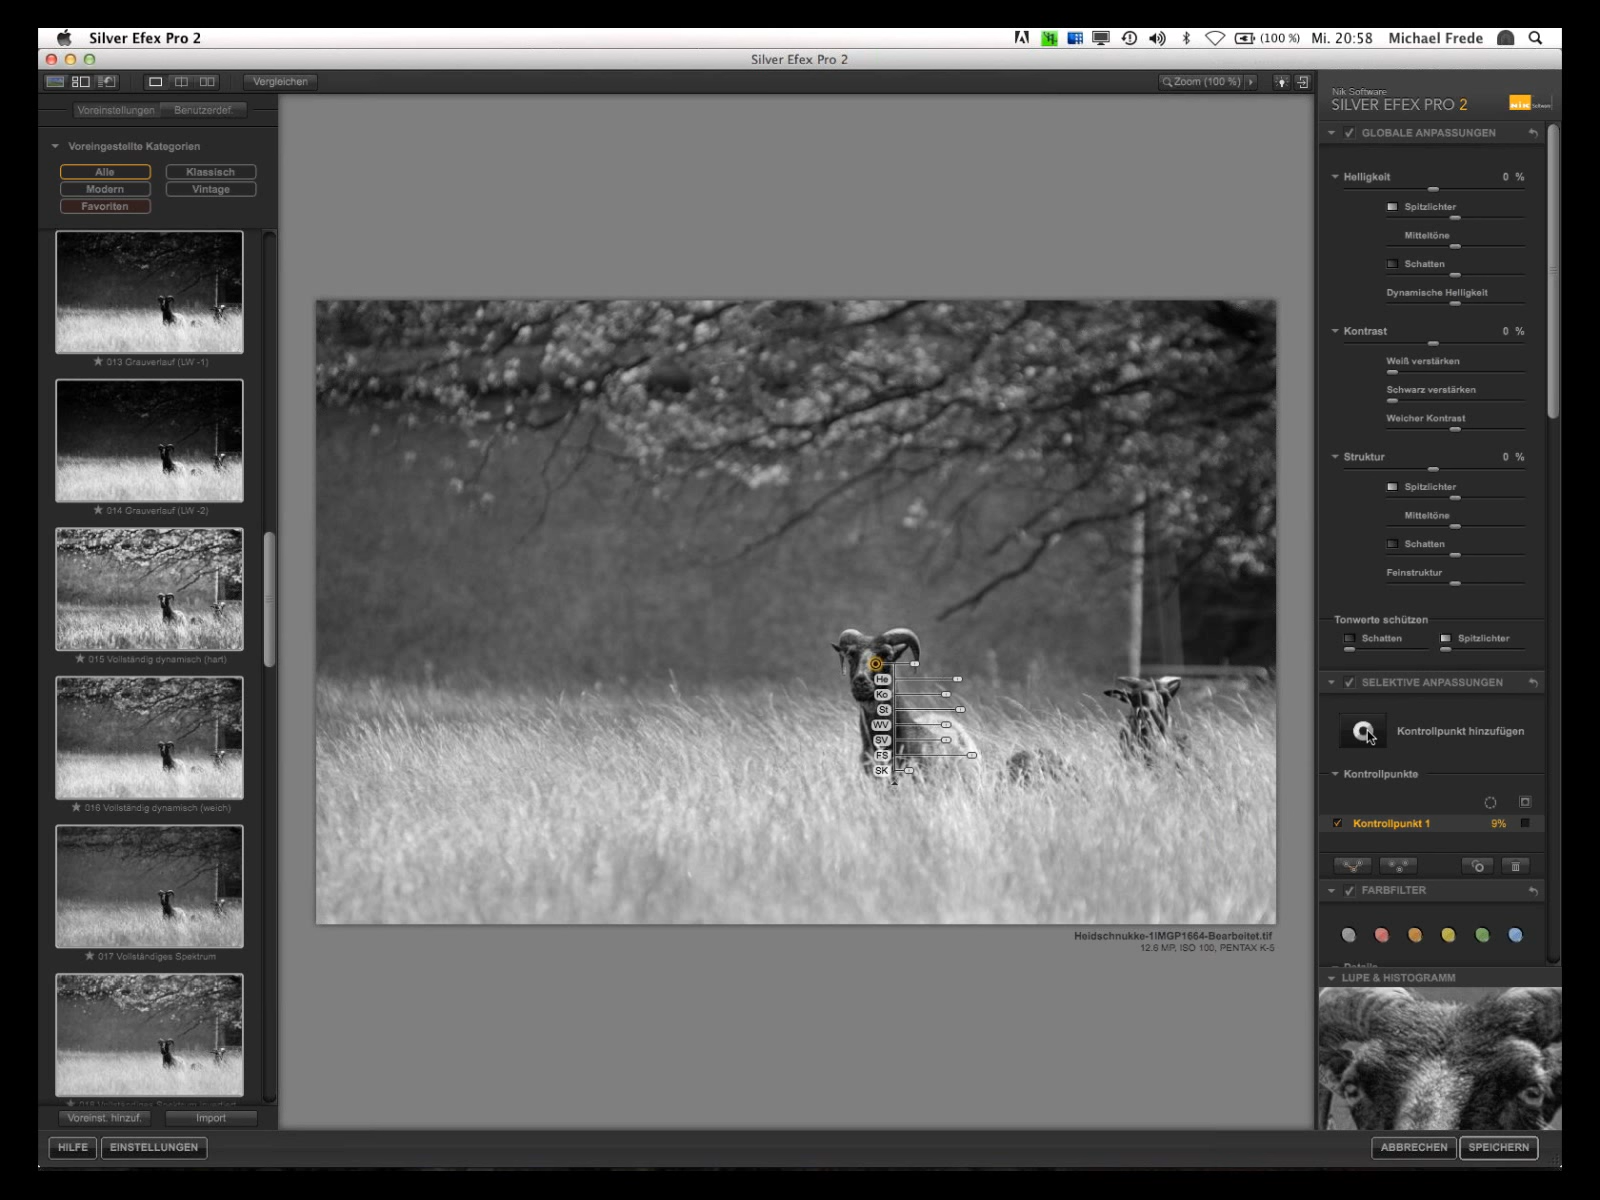 Silver Efex Pro 2
(100 %) Mi. 20:58 Michael Frede
Silver Efex Pro 2
Vergleichen
Zoom (100 %)
Voreinstellungen Benutzerdef.
Voreingestellte Kategorien
Alle Klassisch
Modern Vintage
Favoriten
013 Grauverlauf (LW -1)
014 Grauverlauf (LW -2)
015 Vollständig dynamisch (hart)
016 Vollständig dynamisch (weich)
017 Vollständiges Spektrum
Voreinst. hinzuf. Import
HILFE EINSTELLUNGEN
He
Ko
St
WV
SV
FS
SK
Heidschnukke-1IMGP1664-Bearbeitet.tif
12.6 MP, ISO 100, PENTAX K-5
Nik Software
SILVER EFEX PRO 2
Nik Software
GLOBALE ANPASSUNGEN
Helligkeit 0 %
Spitzlichter
Mitteltöne
Schatten
Dynamische Helligkeit
Kontrast 0 %
Weiß verstärken
Schwarz verstärken
Weicher Kontrast
Struktur 0 %
Spitzlichter
Mitteltöne
Schatten
Feinstruktur
Tonwerte schützen
Schatten Spitzlichter
SELEKTIVE ANPASSUNGEN
Kontrollpunkt hinzufügen
Kontrollpunkte
Kontrollpunkt 1 9%
FARBFILTER
Details
LUPE & HISTOGRAMM
ABBRECHEN SPEICHERN